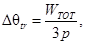 Δθ_tr = W_TOT / 3p ,